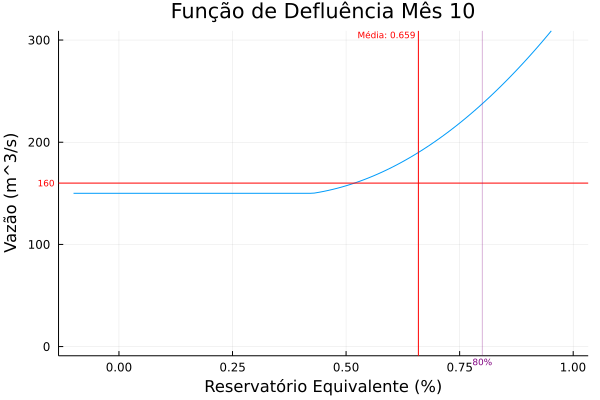 Função de Defluência Mês 10
Vazão (m^3/s)
300
200
160
100
0
Média: 0.659
0.00
0.25
0.50
0.75
80%
1.00
Reservatório Equivalente (%)